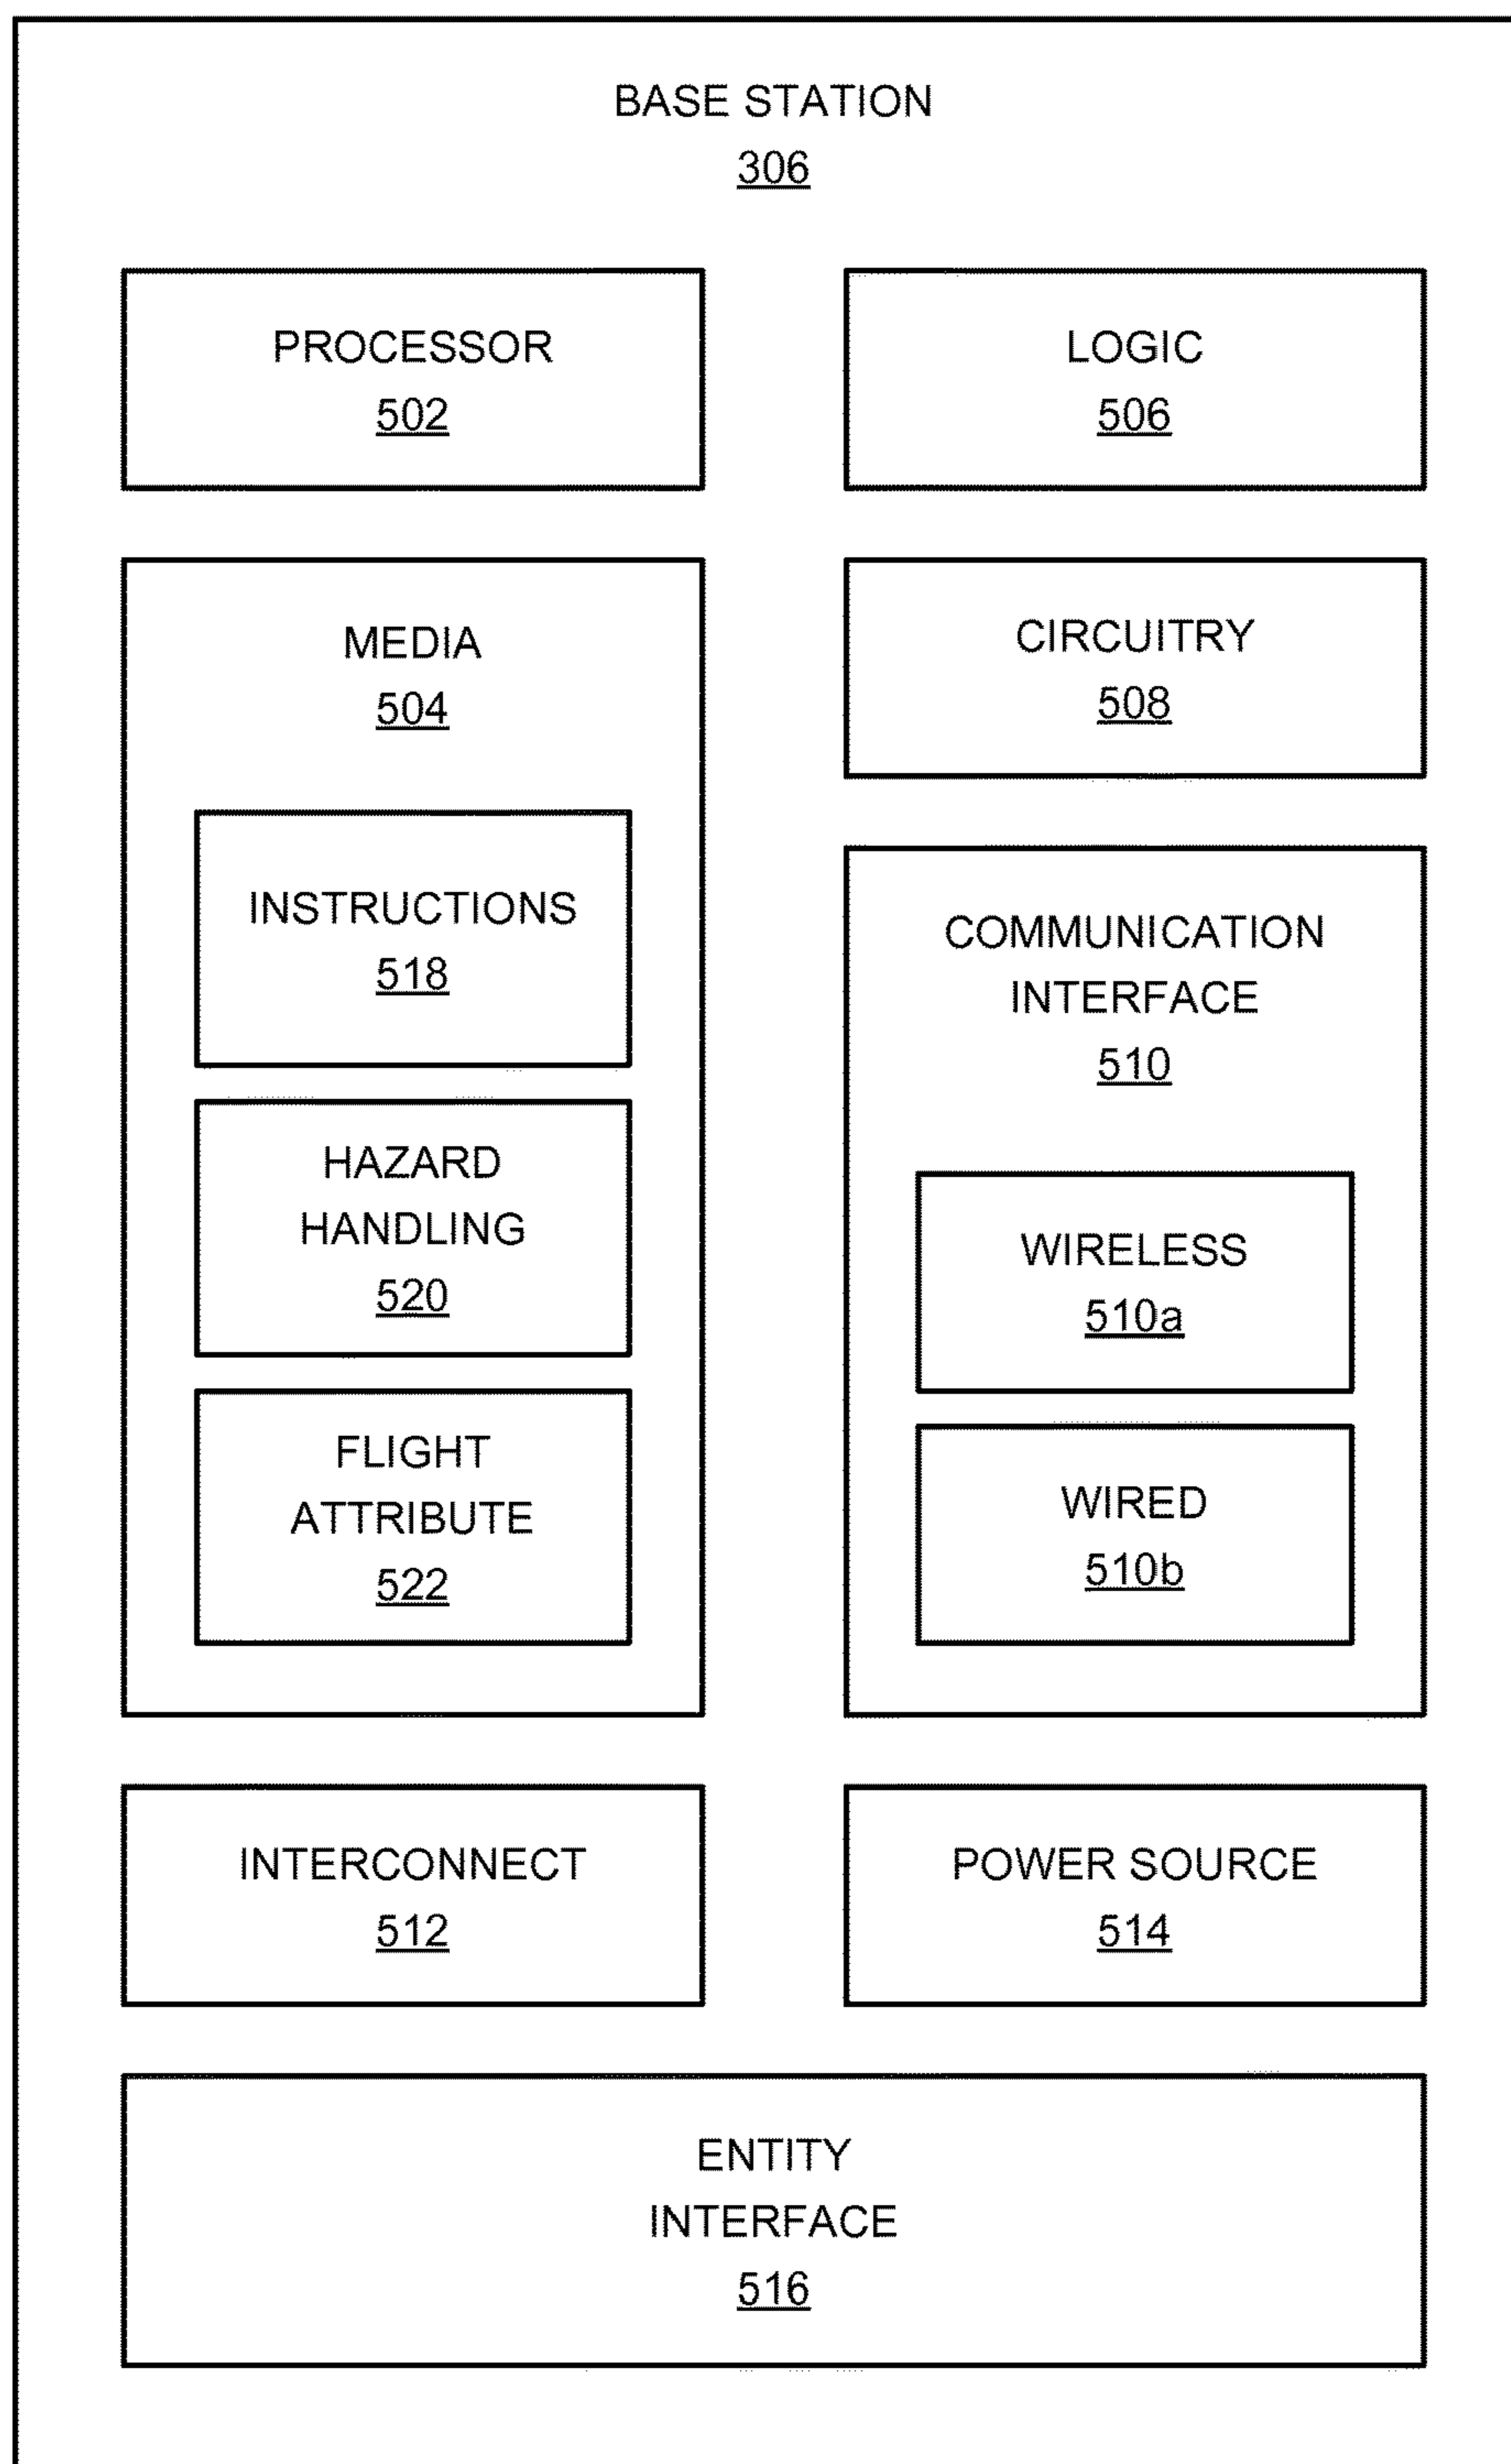 BASE STATION
306
PROCESSOR
502
LOGIC
506
MEDIA
504
INSTRUCTIONS
518
HAZARD
HANDLING
520
FLIGHT
ATTRIBUTE
522
CIRCUITRY
508
COMMUNICATION
INTERFACE
510
WIRELESS
510a
WIRED
510b
INTERCONNECT
512
POWER SOURCE
514
ENTITY
INTERFACE
516